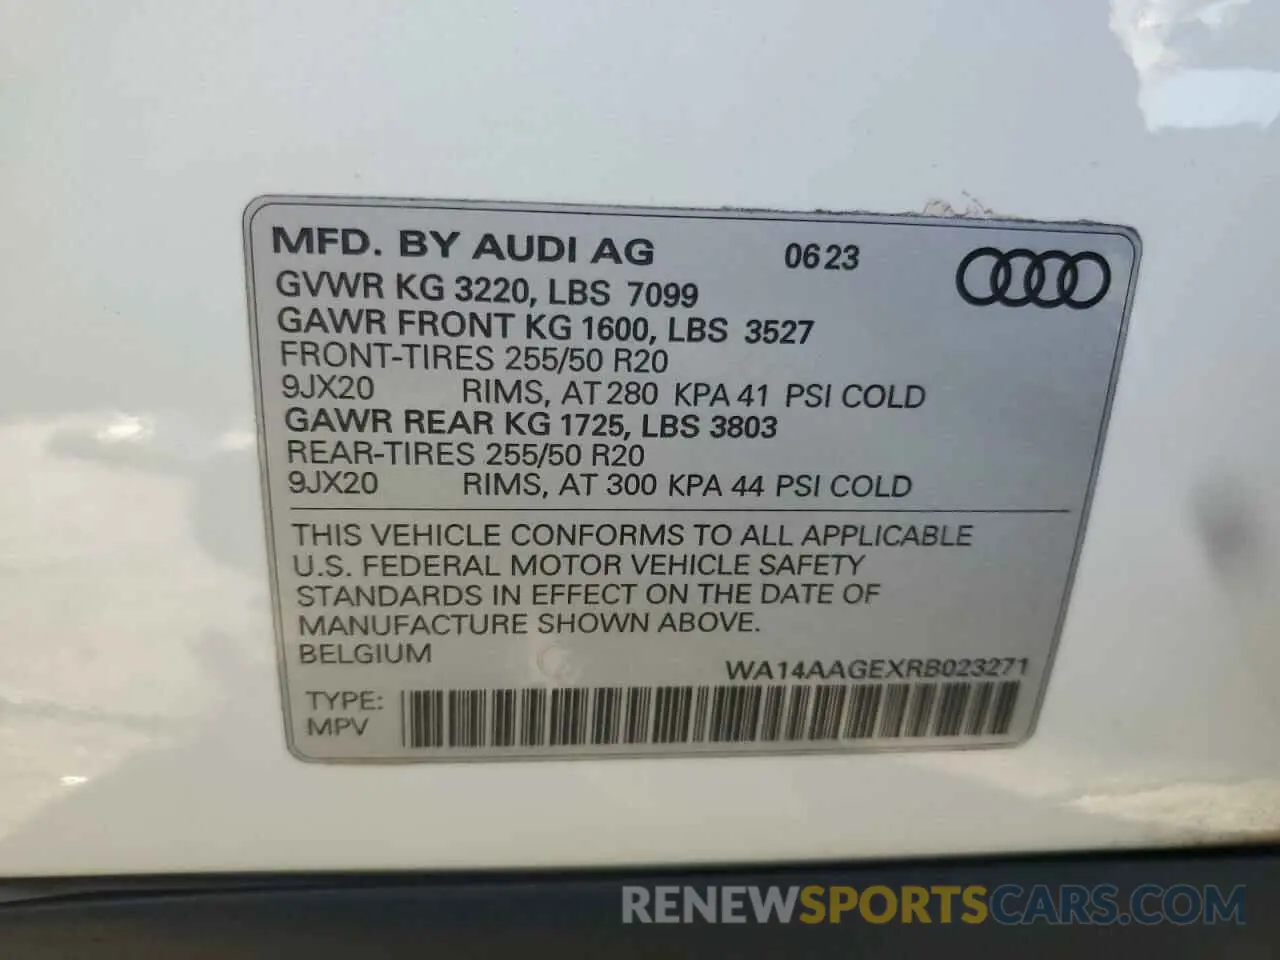 MFD. BY AUDI AG 0623
GVWR KG 3220, LBS 7099
GAWR FRONT KG 1600, LBS 3527
FRONT-TIRES 255/50 R20
9JX20 RIMS, AT 280 KPA 41 PSI COLD
GAWR REAR KG 1725, LBS 3803
REAR-TIRES 255/50 R20
9JX20 RIMS, AT 300 KPA 44 PSI COLD
THIS VEHICLE CONFORMS TO ALL APPLICABLE
U.S. FEDERAL MOTOR VEHICLE SAFETY
STANDARDS IN EFFECT ON THE DATE OF
MANUFACTURE SHOWN ABOVE.
BELGIUM
WA14AAGEXRB023271
TYPE:
MPV
RENEWSPORTSCARS.COM